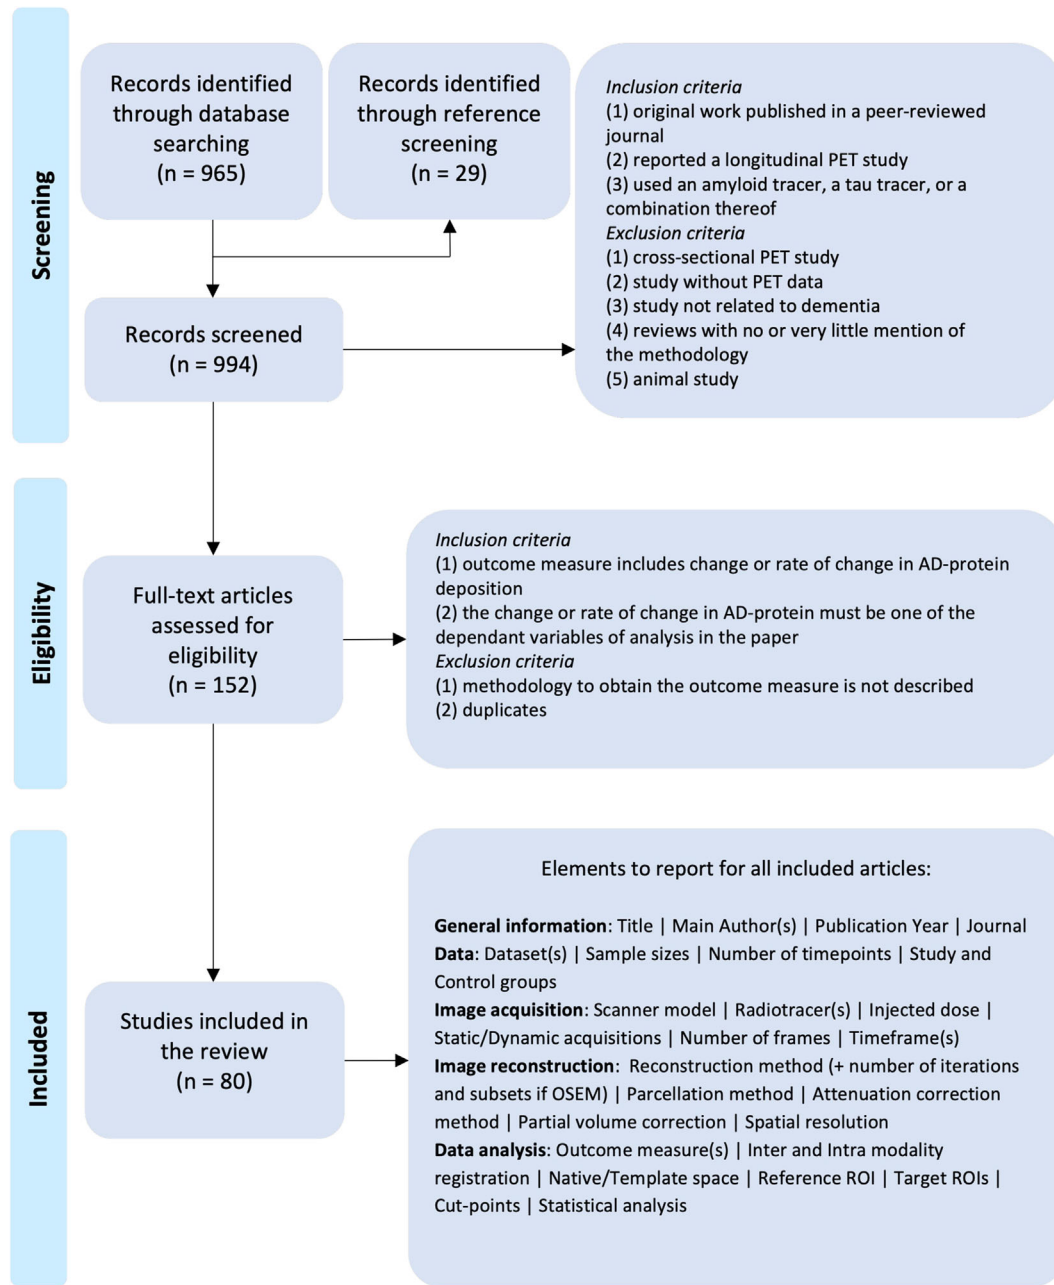 Screening
Records identified
through database
searching
(n = 965)
Records identified
through reference
screening
(n = 29)
Inclusion criteria
(1) original work published in a peer-reviewed
journal
(2) reported a longitudinal PET study
(3) used an amyloid tracer, a tau tracer, or a
combination thereof
Exclusion criteria
(1) cross-sectional PET study
(2) study without PET data
(3) study not related to dementia
(4) reviews with no or very little mention of
the methodology
(5) animal study
Records screened
(n = 994)
Eligibility
Full-text articles
assessed for
eligibility
(n = 152)
Inclusion criteria
(1) outcome measure includes change or rate of change in AD-protein
deposition
(2) the change or rate of change in AD-protein must be one of the
dependant variables of analysis in the paper
Exclusion criteria
(1) methodology to obtain the outcome measure is not described
(2) duplicates
Included
Studies included in
the review
(n = 80)
Elements to report for all included articles:
General information: Title | Main Author(s) | Publication Year | Journal
Data: Dataset(s) | Sample sizes | Number of timepoints | Study and
Control groups
Image acquisition: Scanner model | Radiotracer(s) | Injected dose |
Static/Dynamic acquisitions | Number of frames | Timeframe(s)
Image reconstruction: Reconstruction method (+ number of iterations
and subsets if OSEM) | Parcellation method | Attenuation correction
method | Partial volume correction | Spatial resolution
Data analysis: Outcome measure(s) | Inter and Intra modality
registration | Native/Template space | Reference ROI | Target ROIs |
Cut-points | Statistical analysis